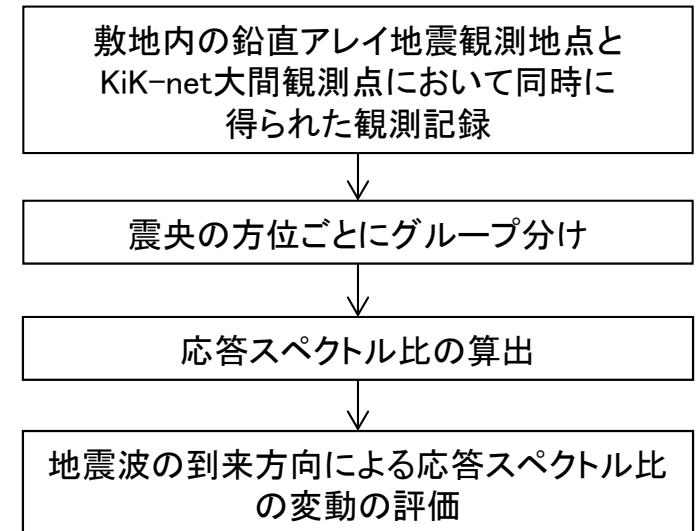 敷地内の鉛直アレイ地震観測地点と
KiK-net大間観測点において同時に
得られた観測記録
震央の方位ごとにグループ分け
応答スペクトル比の算出
地震波の到来方向による応答スペクトル比
の変動の評価